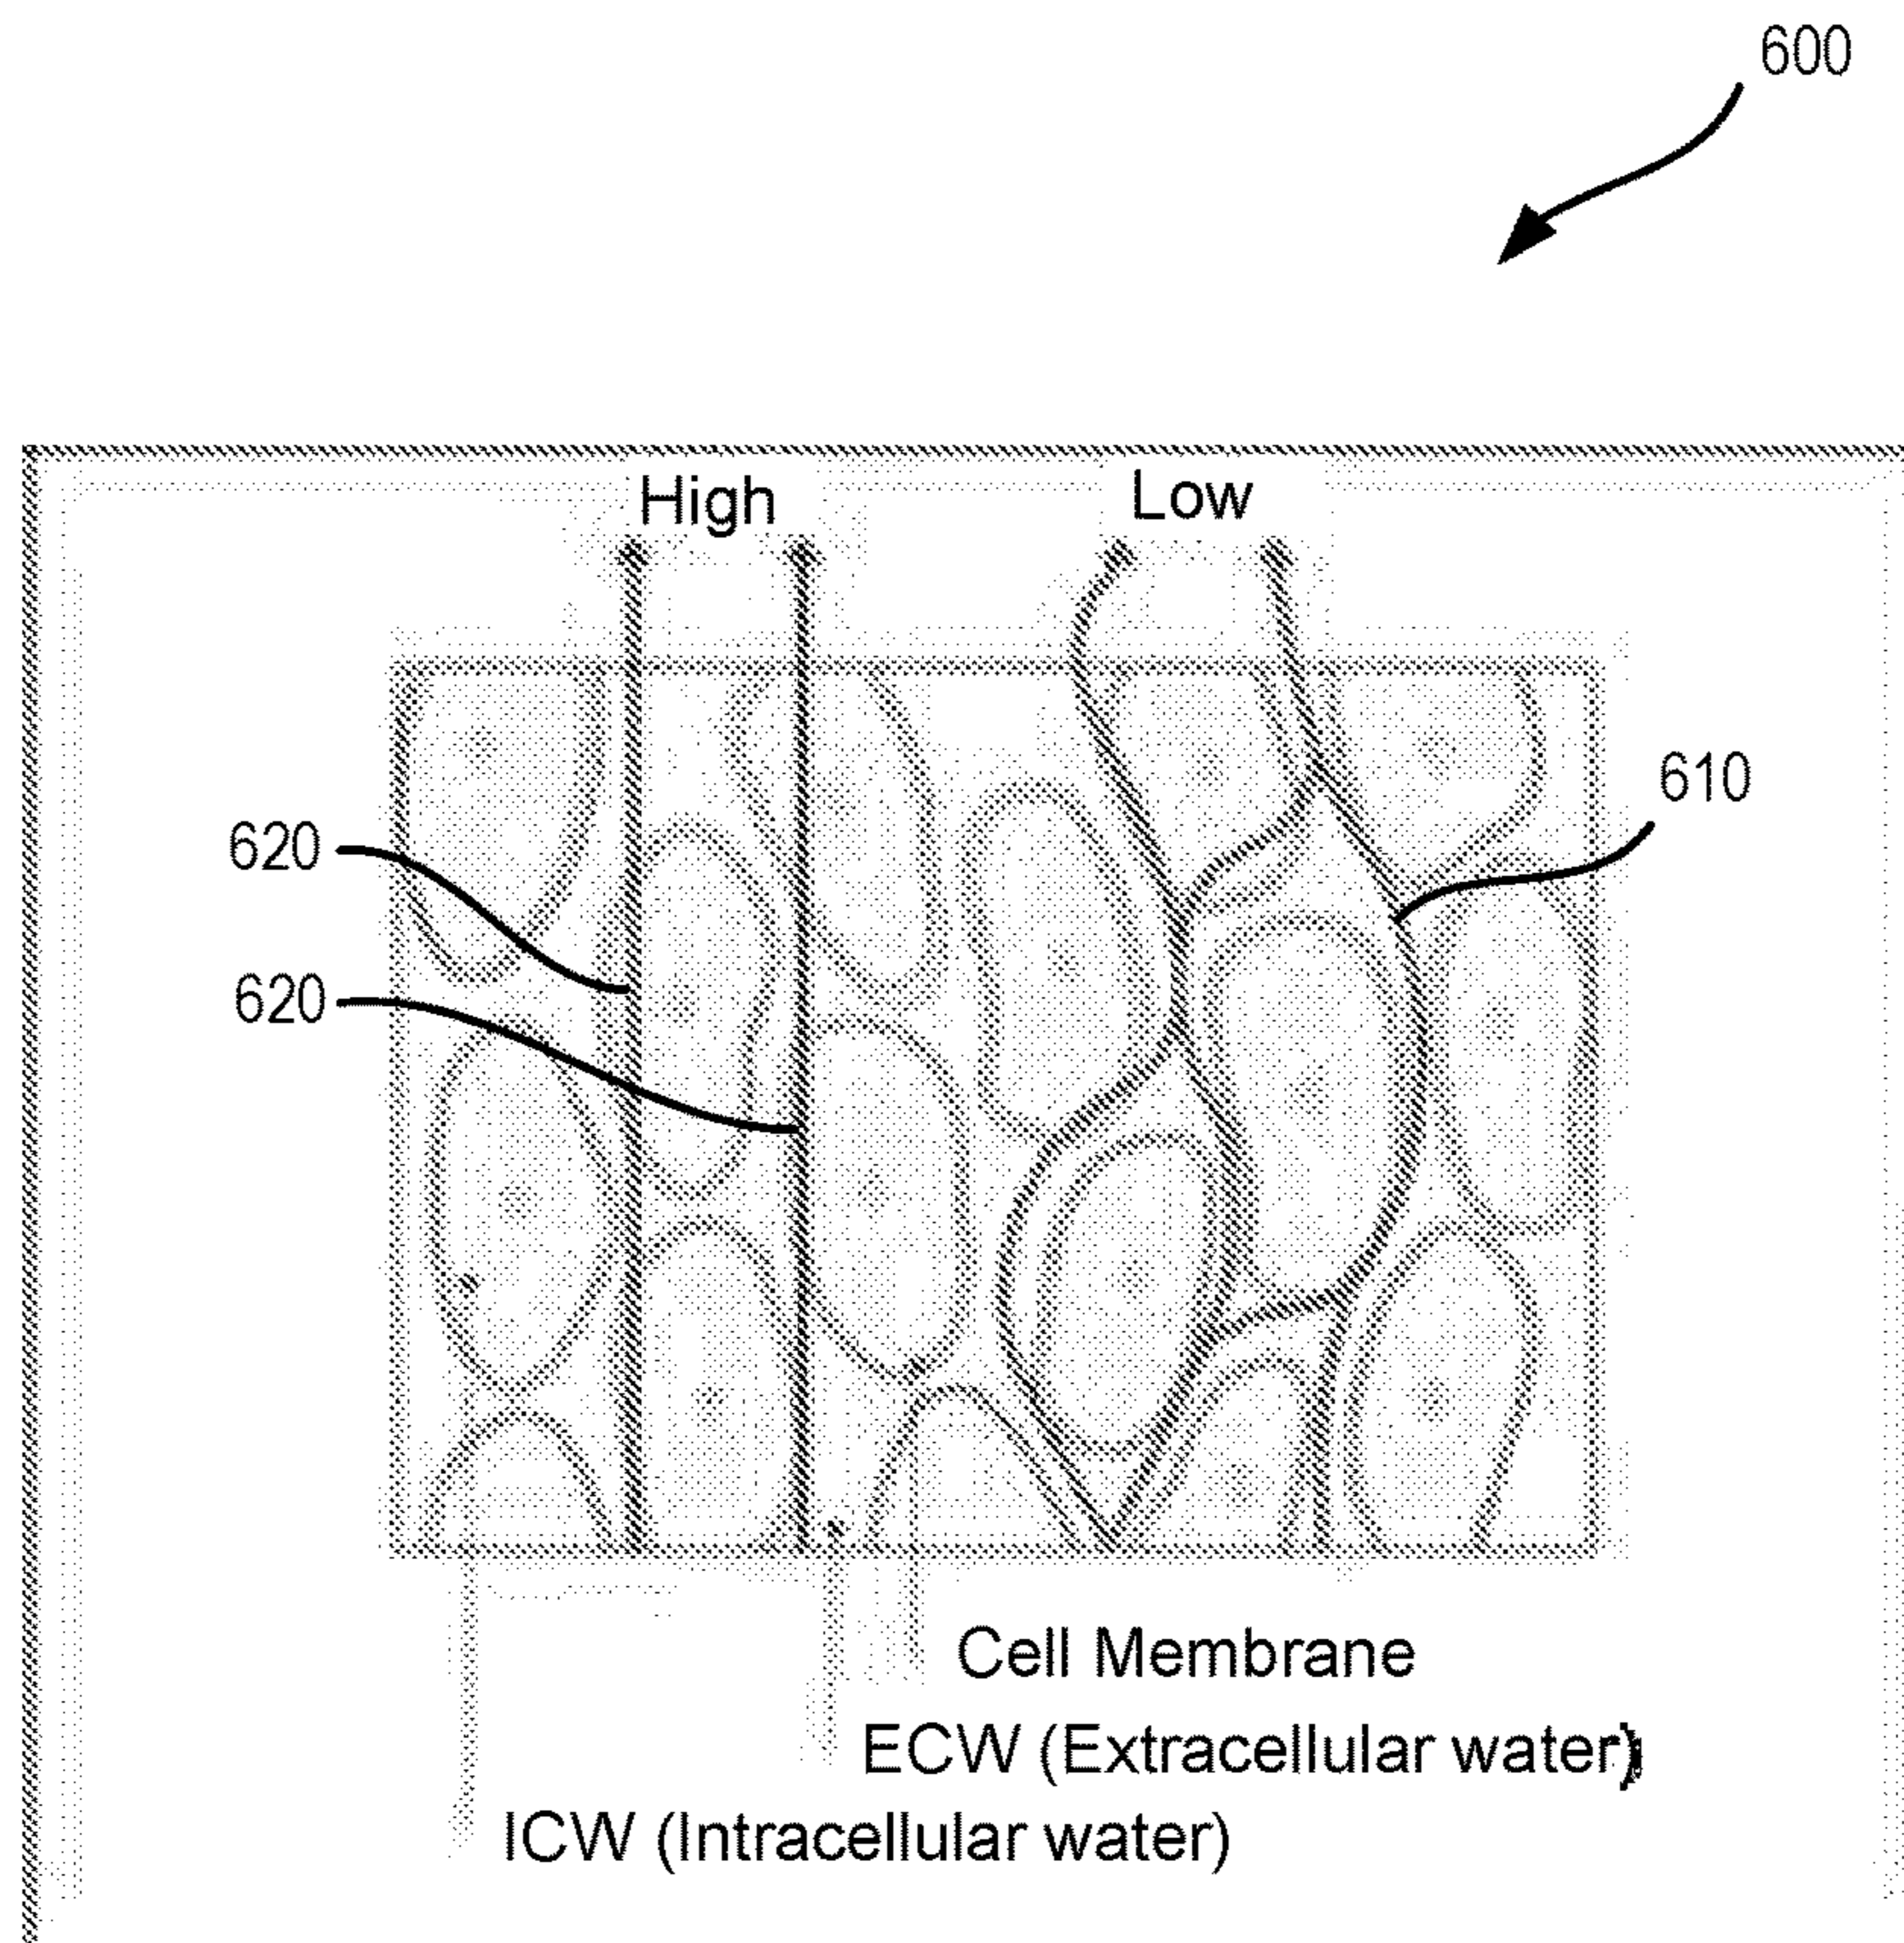 600
High Low
610
620
620
Cell Membrane
ECW (Extracellular water)
ICW (Intracellular water)